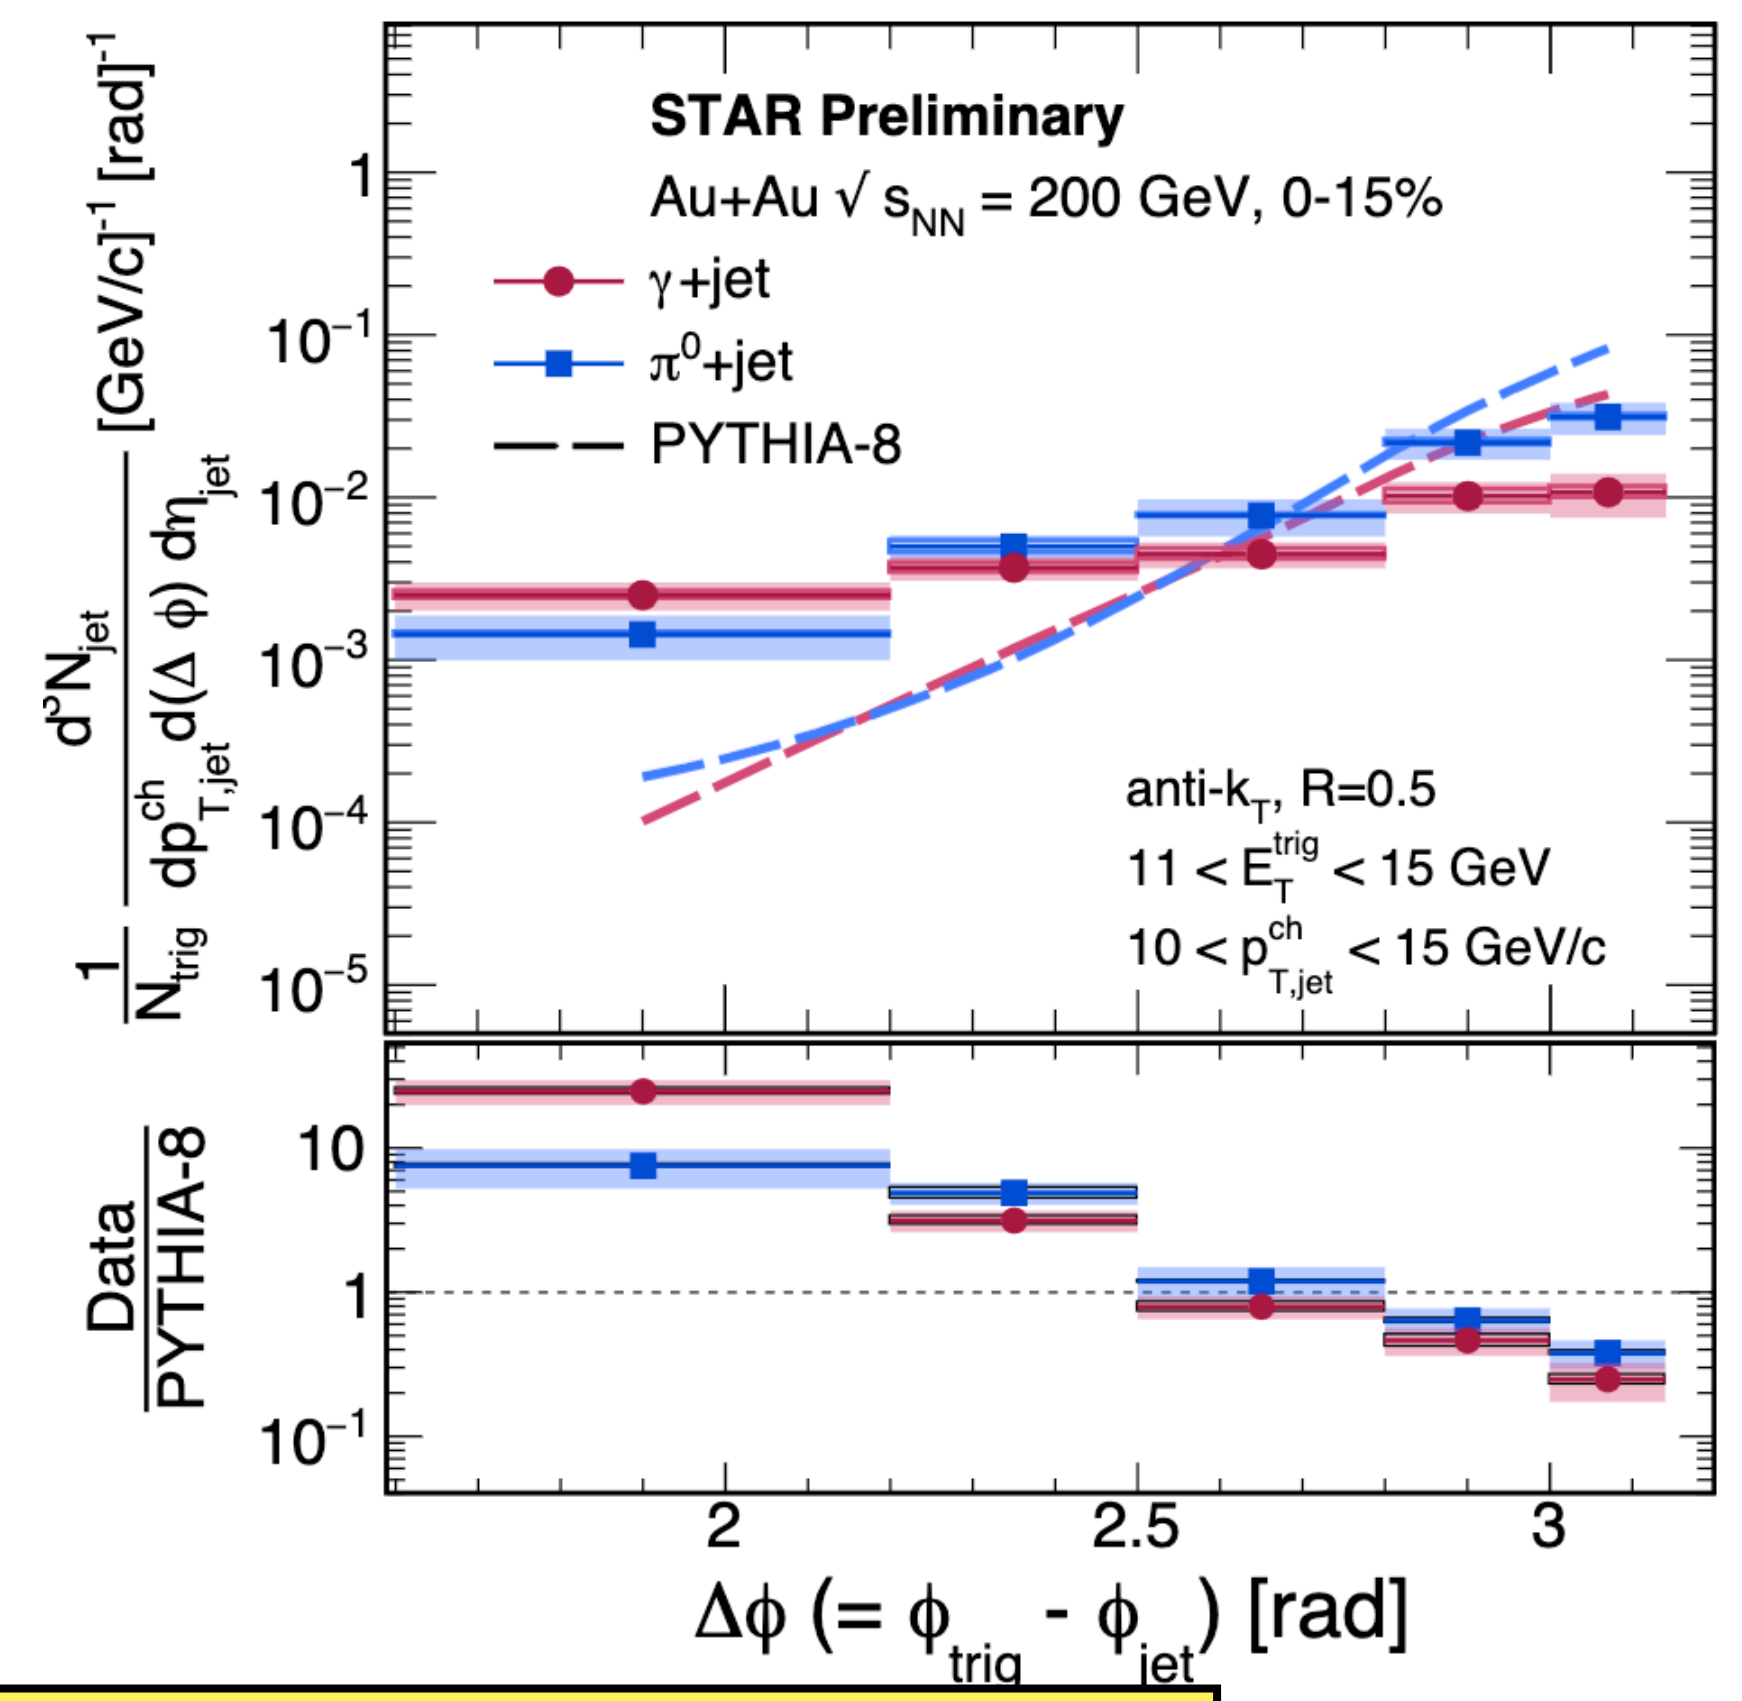 STAR Preliminary
Au+Au √ s_NN = 200 GeV, 0-15%
γ+jet
π⁰+jet
PYTHIA-8
anti-k_T, R=0.5
11 < E_T^trig < 15 GeV
10 < p_T,jet^ch < 15 GeV/c
1/N_trig d³N_jet/dp_T,jet^ch d(Δ φ) dη_jet [GeV/c]⁻¹ [rad]⁻¹
1
10⁻¹
10⁻²
10⁻³
10⁻⁴
10⁻⁵
Data
PYTHIA-8
10
1
10⁻¹
2 2.5 3
Δφ (= φ_trig - φ_jet) [rad]